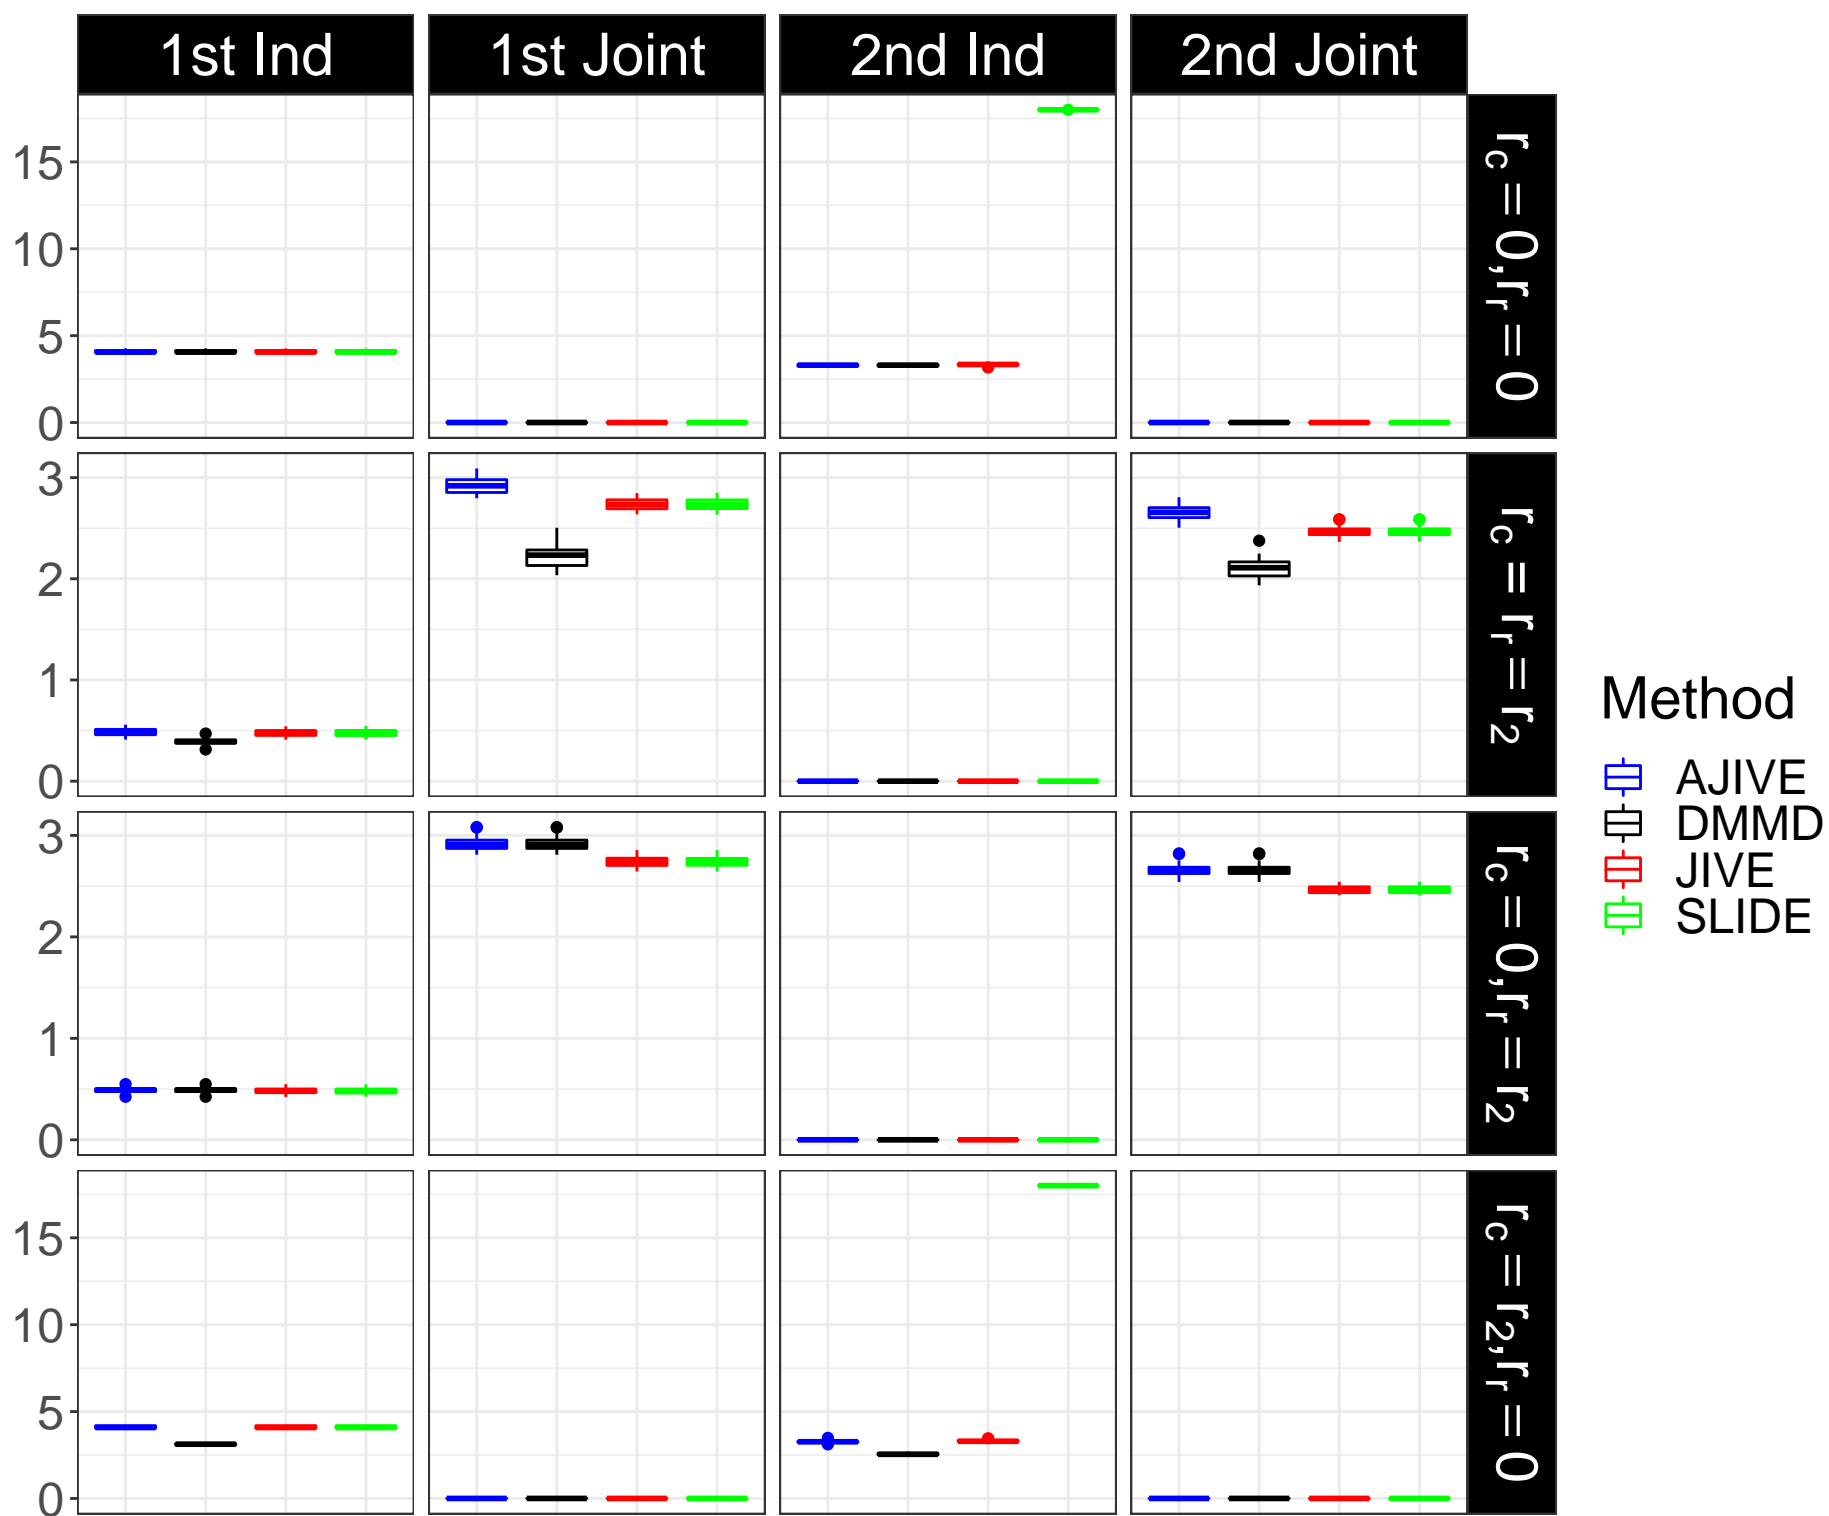 1st Ind 1st Joint 2nd Ind 2nd Joint
15
10
5
0
r_c = 0, r_r = 0
3
2
1
0
r_c = r_r = r_2
3
2
1
0
r_c = 0, r_r = r_2
15
10
5
0
r_c = r_2, r_r = 0
Method
AJIVE
DMMD
JIVE
SLIDE